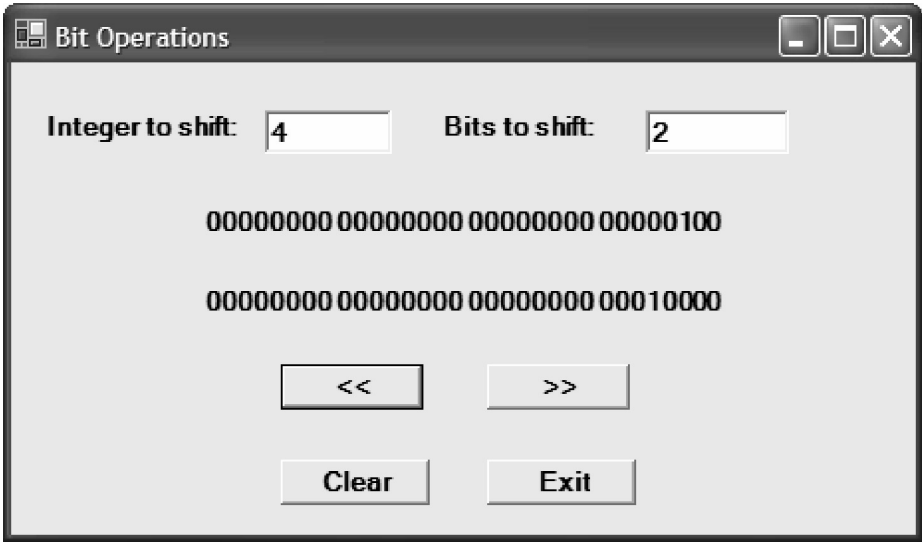 Bit Operations
Integer to shift: 4 Bits to shift: 2
00000000 00000000 00000000 00000100
00000000 00000000 00000000 00010000
<< >>
Clear Exit